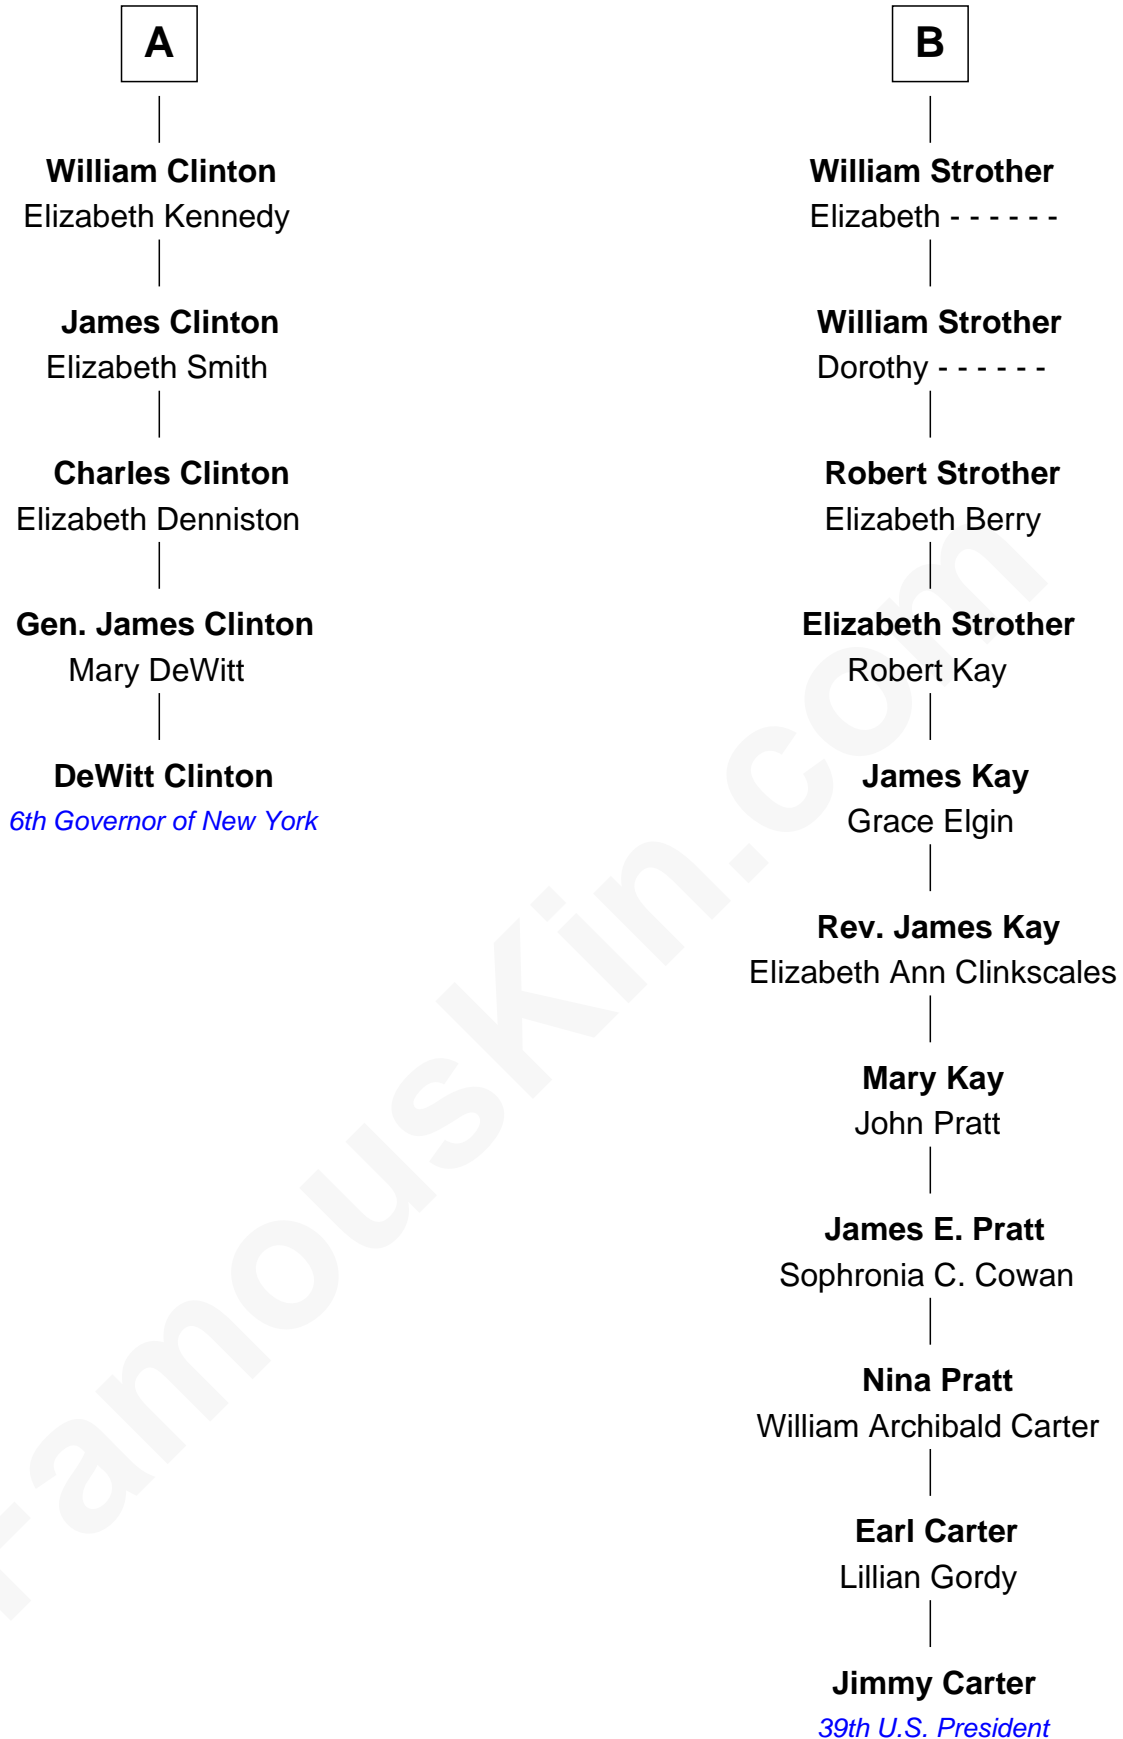 A
William Clinton
Elizabeth Kennedy
James Clinton
Elizabeth Smith
Charles Clinton
Elizabeth Denniston
Gen. James Clinton
Mary DeWitt
DeWitt Clinton
6th Governor of New York
B
William Strother
Elizabeth - - - - - -
William Strother
Dorothy - - - - - -
Robert Strother
Elizabeth Berry
Elizabeth Strother
Robert Kay
James Kay
Grace Elgin
Rev. James Kay
Elizabeth Ann Clinkscales
Mary Kay
John Pratt
James E. Pratt
Sophronia C. Cowan
Nina Pratt
William Archibald Carter
Earl Carter
Lillian Gordy
Jimmy Carter
39th U.S. President
FamousKin.com